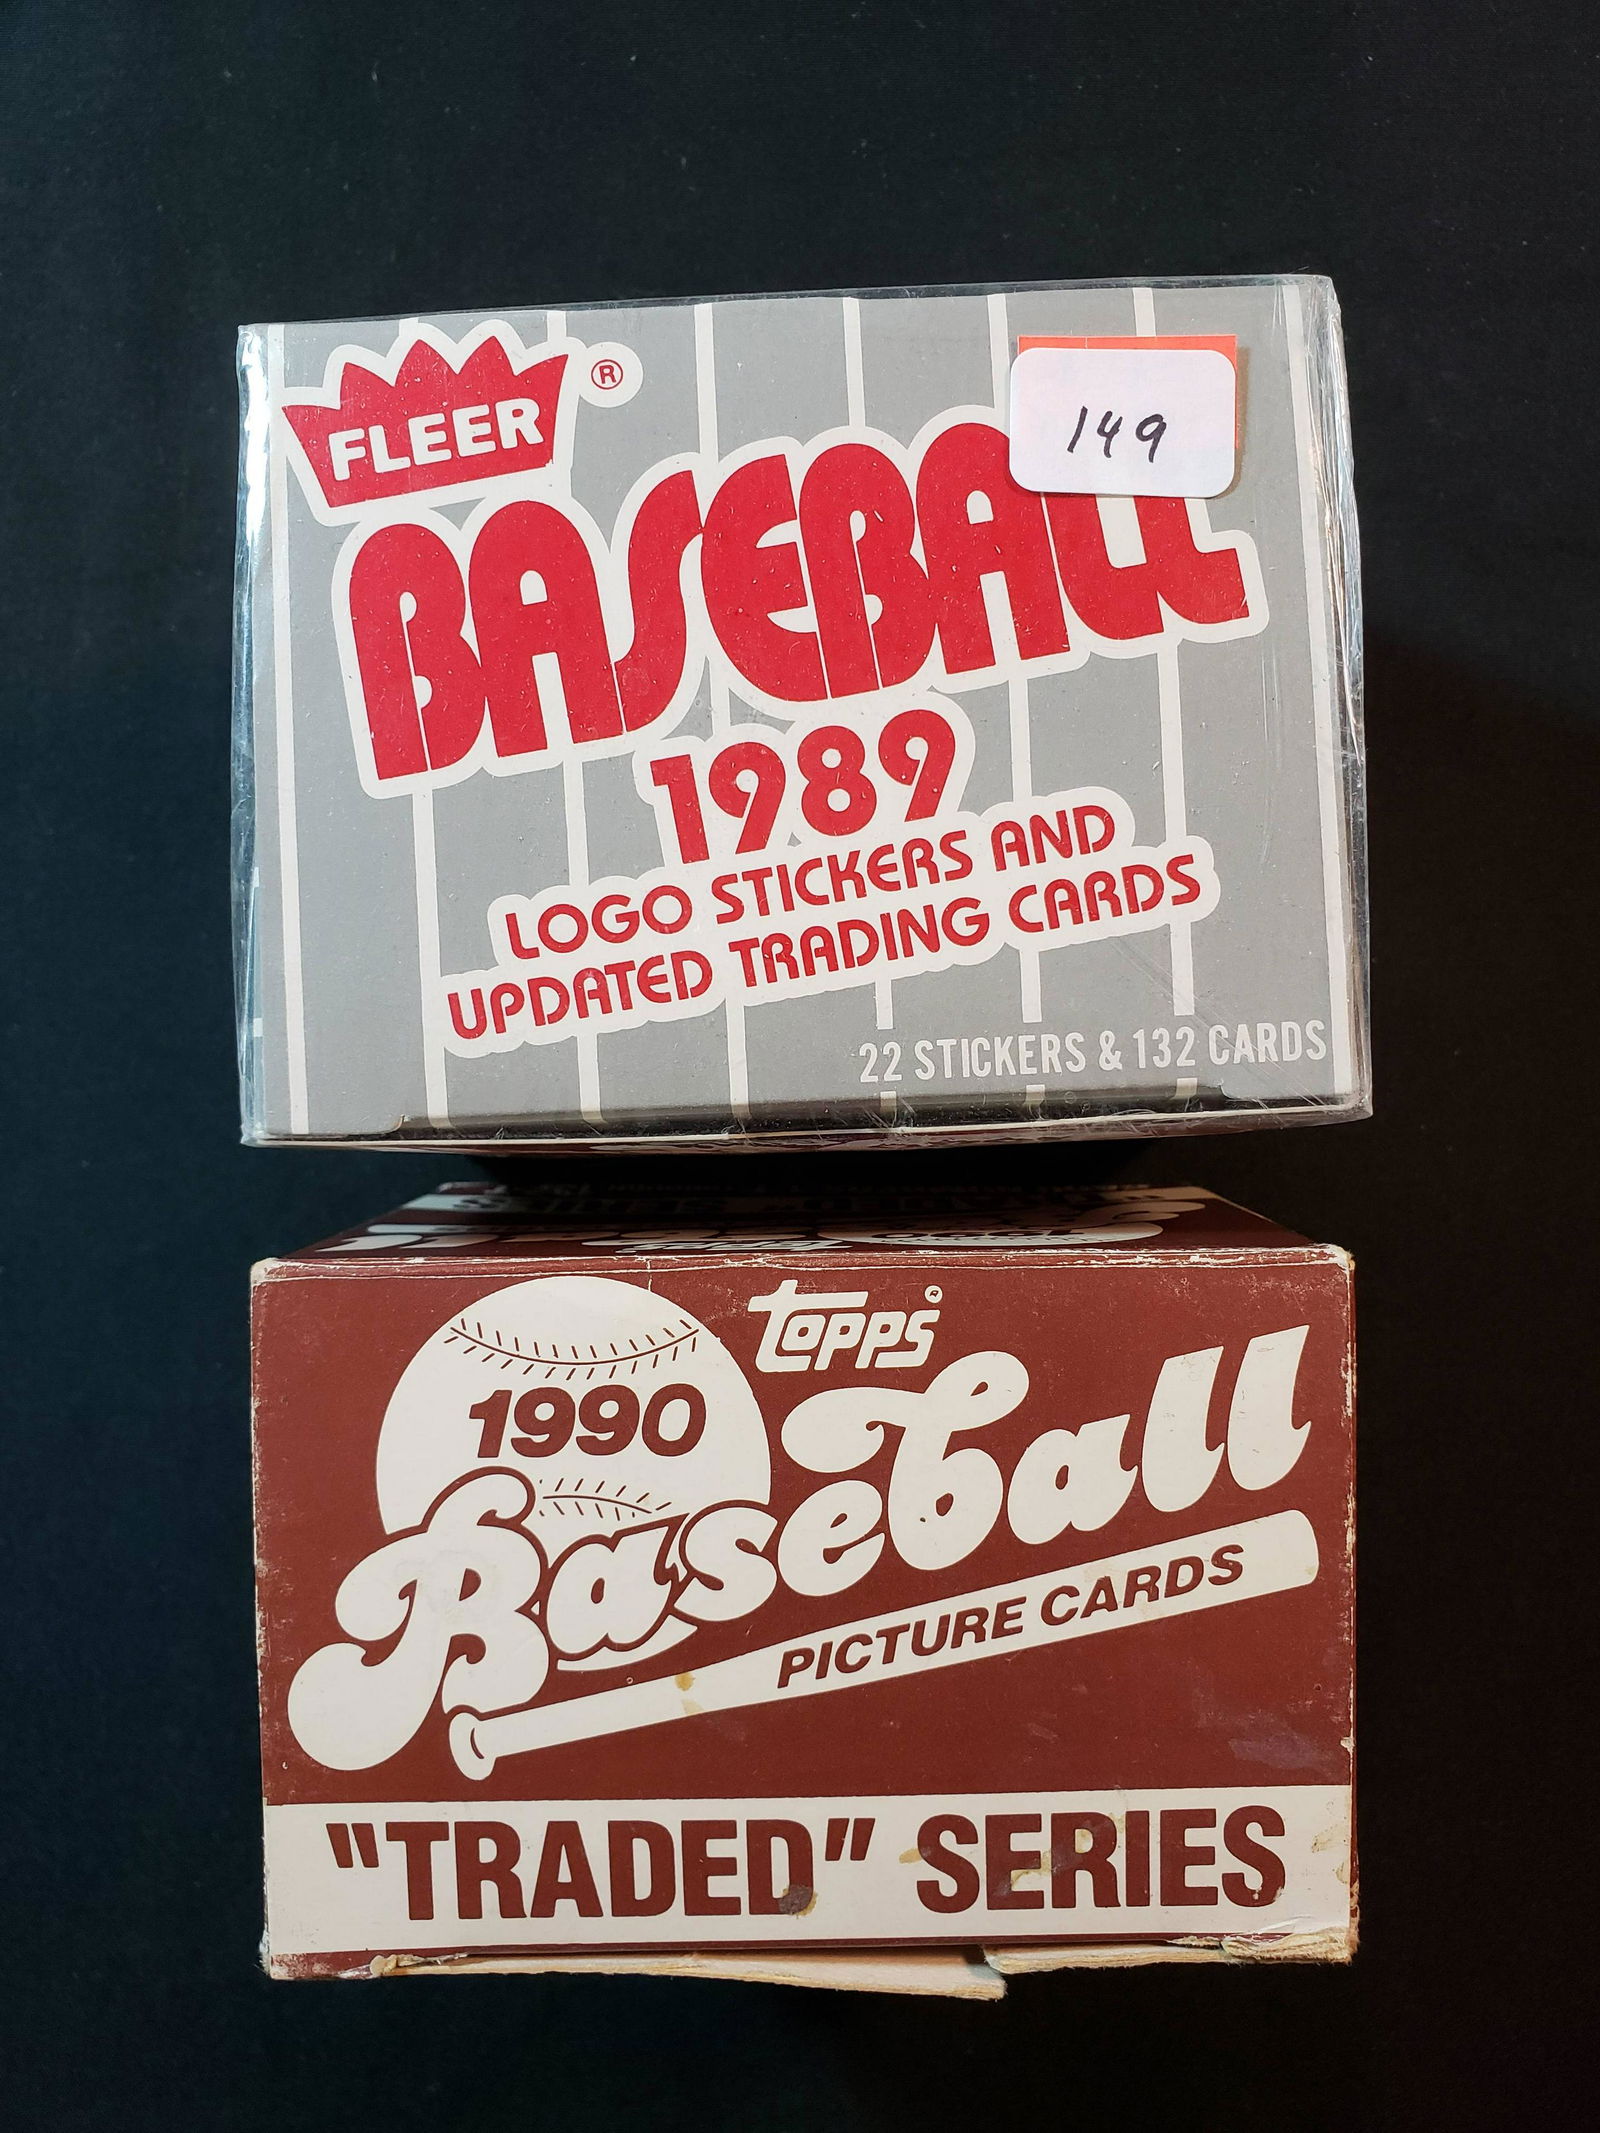 FLEER ®
149
BASEBALL
1989
LOGO STICKERS AND
UPDATED TRADING CARDS
22 STICKERS & 132 CARDS
topps®
1990
Baseball
PICTURE CARDS
"TRADED" SERIES